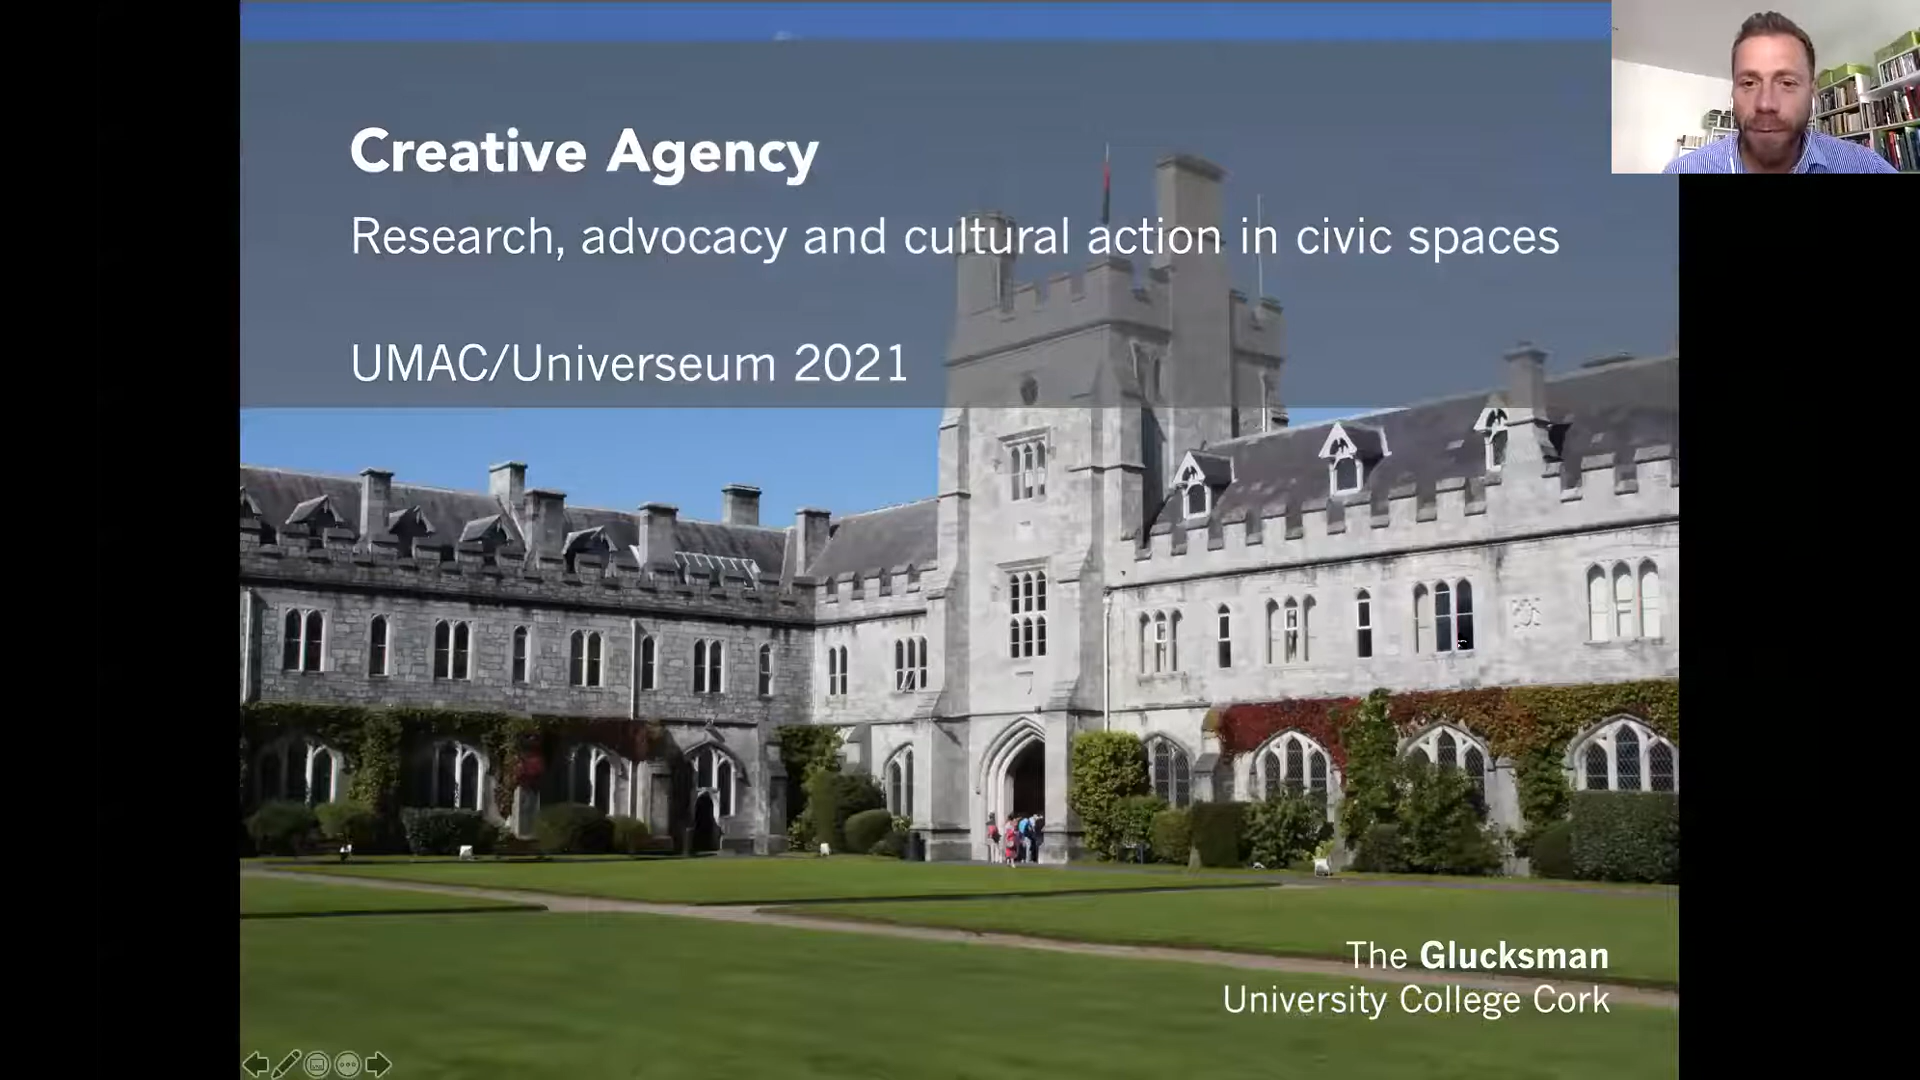 Creative Agency
Research, advocacy and cultural action in civic spaces
UMAC/Universeum 2021
The Glucksman
University College Cork